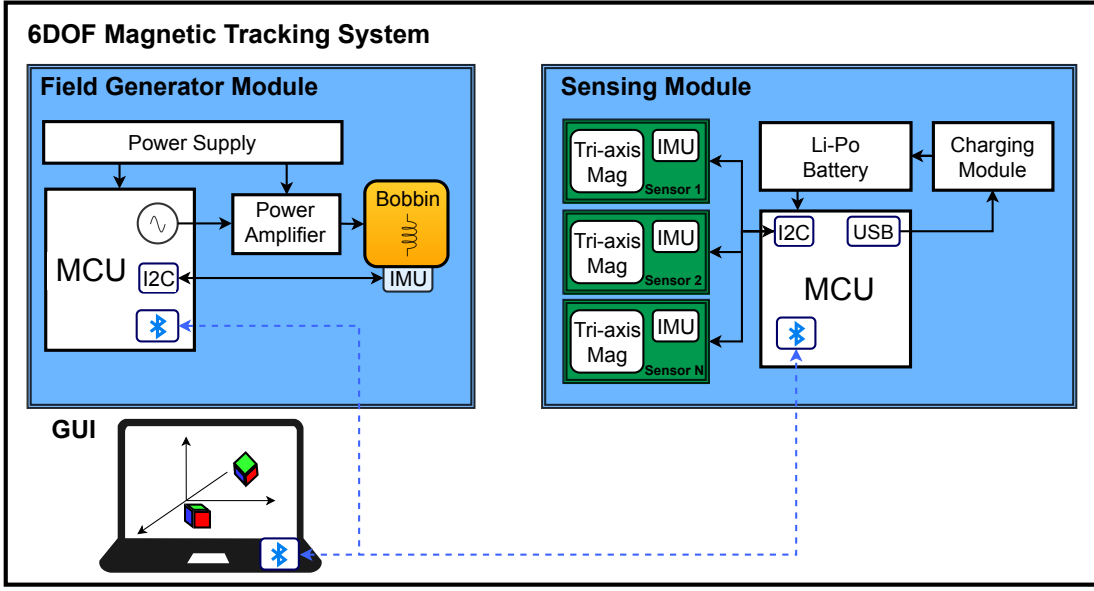 6DOF Magnetic Tracking System
Field Generator Module
Power Supply
MCU
Power
Amplifier
Bobbin
I2C
IMU
Sensing Module
Tri-axis
Mag
IMU
Sensor 1
Tri-axis
Mag
IMU
Sensor 2
Tri-axis
Mag
IMU
Sensor N
Li-Po
Battery
Charging
Module
I2C
USB
MCU
GUI